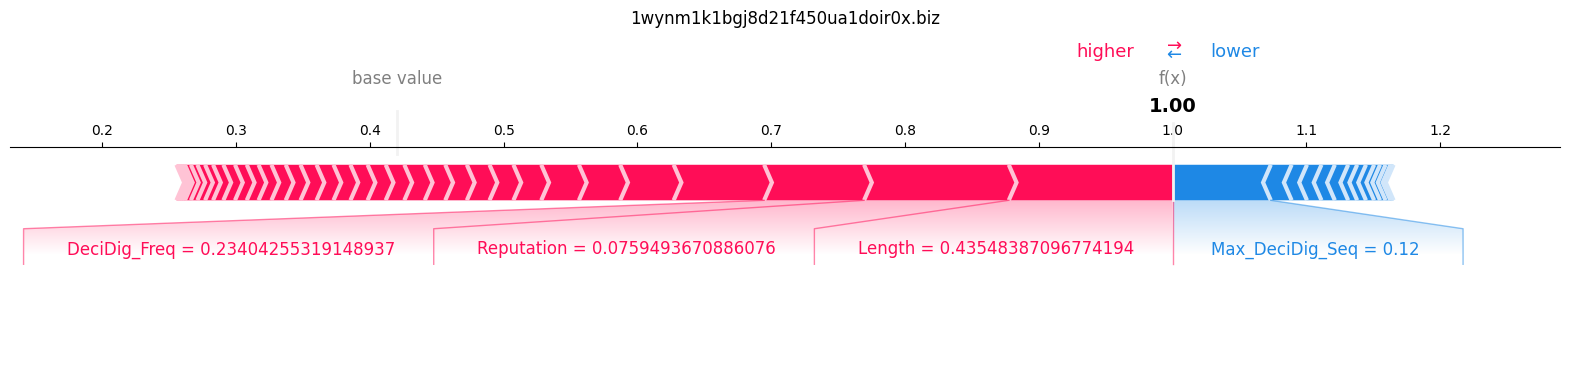 1wynm1k1bgj8d21f450ua1doir0x.biz
higher ⇄ lower
base value f(x)
1.00
0.2 0.3 0.4 0.5 0.6 0.7 0.8 0.9 1.0 1.1 1.2
DeciDig_Freq = 0.23404255319148937 Reputation = 0.0759493670886076 Length = 0.43548387096774194 Max_DeciDig_Seq = 0.12